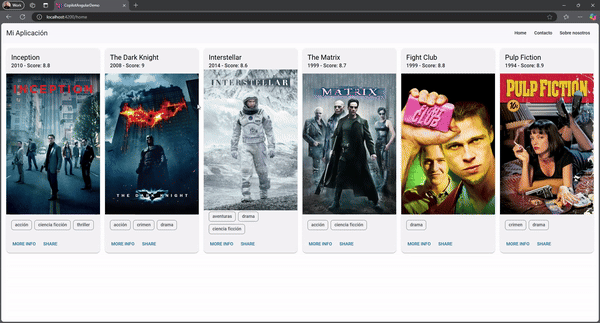 Work
CopilotAngularDemo
localhost:4200/home
Mi Aplicación
Home
Contacto
Sobre nosotros
Inception
2010 - Score: 8.8
INCEPTION
acción
ciencia ficción
thriller
MORE INFO
SHARE
The Dark Knight
2008 - Score: 9
THE DARK KNIGHT
acción
crimen
drama
MORE INFO
SHARE
Interstellar
2014 - Score: 8.6
INTERSTELLAR
aventuras
drama
ciencia ficción
MORE INFO
SHARE
The Matrix
1999 - Score: 8.7
MATRIX
acción
ciencia ficción
MORE INFO
SHARE
Fight Club
1999 - Score: 8.8
FIGHT CLUB
drama
MORE INFO
SHARE
Pulp Fiction
1994 - Score: 8.9
PULP FICTION
10¢
crimen
drama
MORE INFO
SHARE